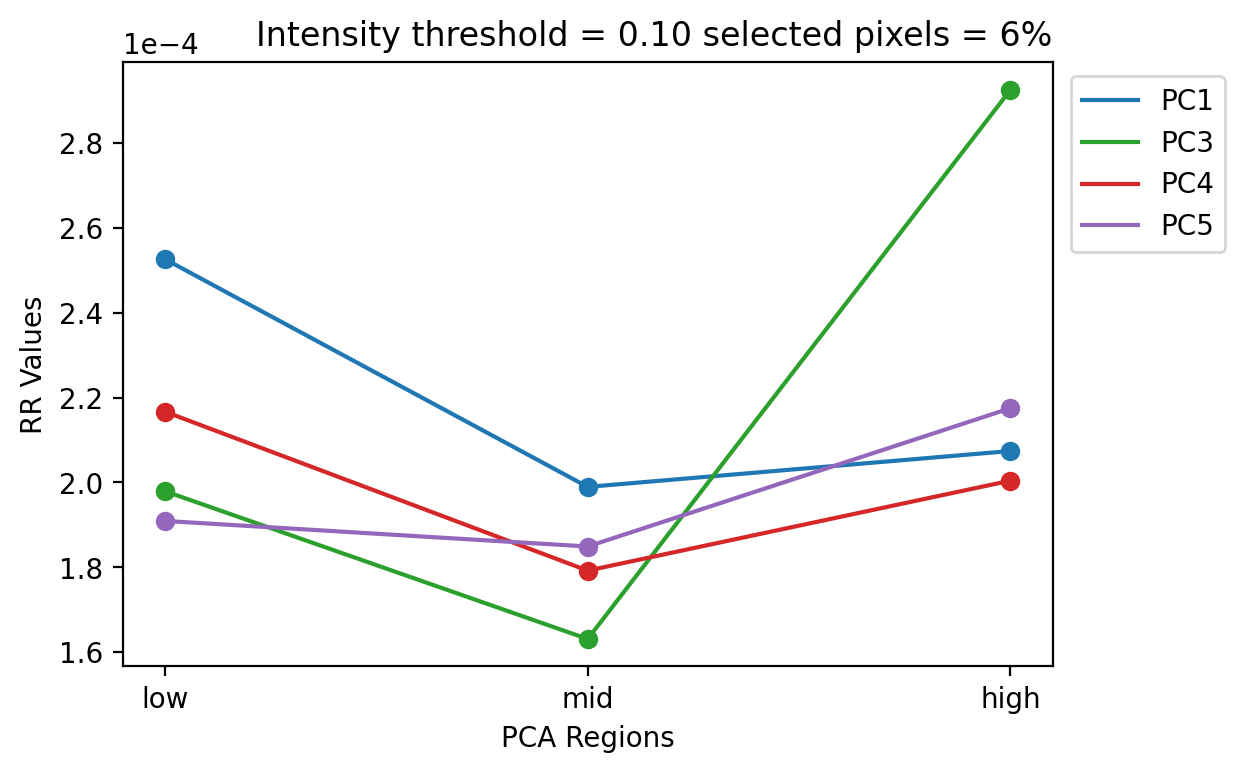 Intensity threshold = 0.10 selected pixels = 6%
1e−4
2.8
2.6
2.4
2.2
2.0
1.8
1.6
RR Values
low
mid
high
PCA Regions
PC1
PC3
PC4
PC5